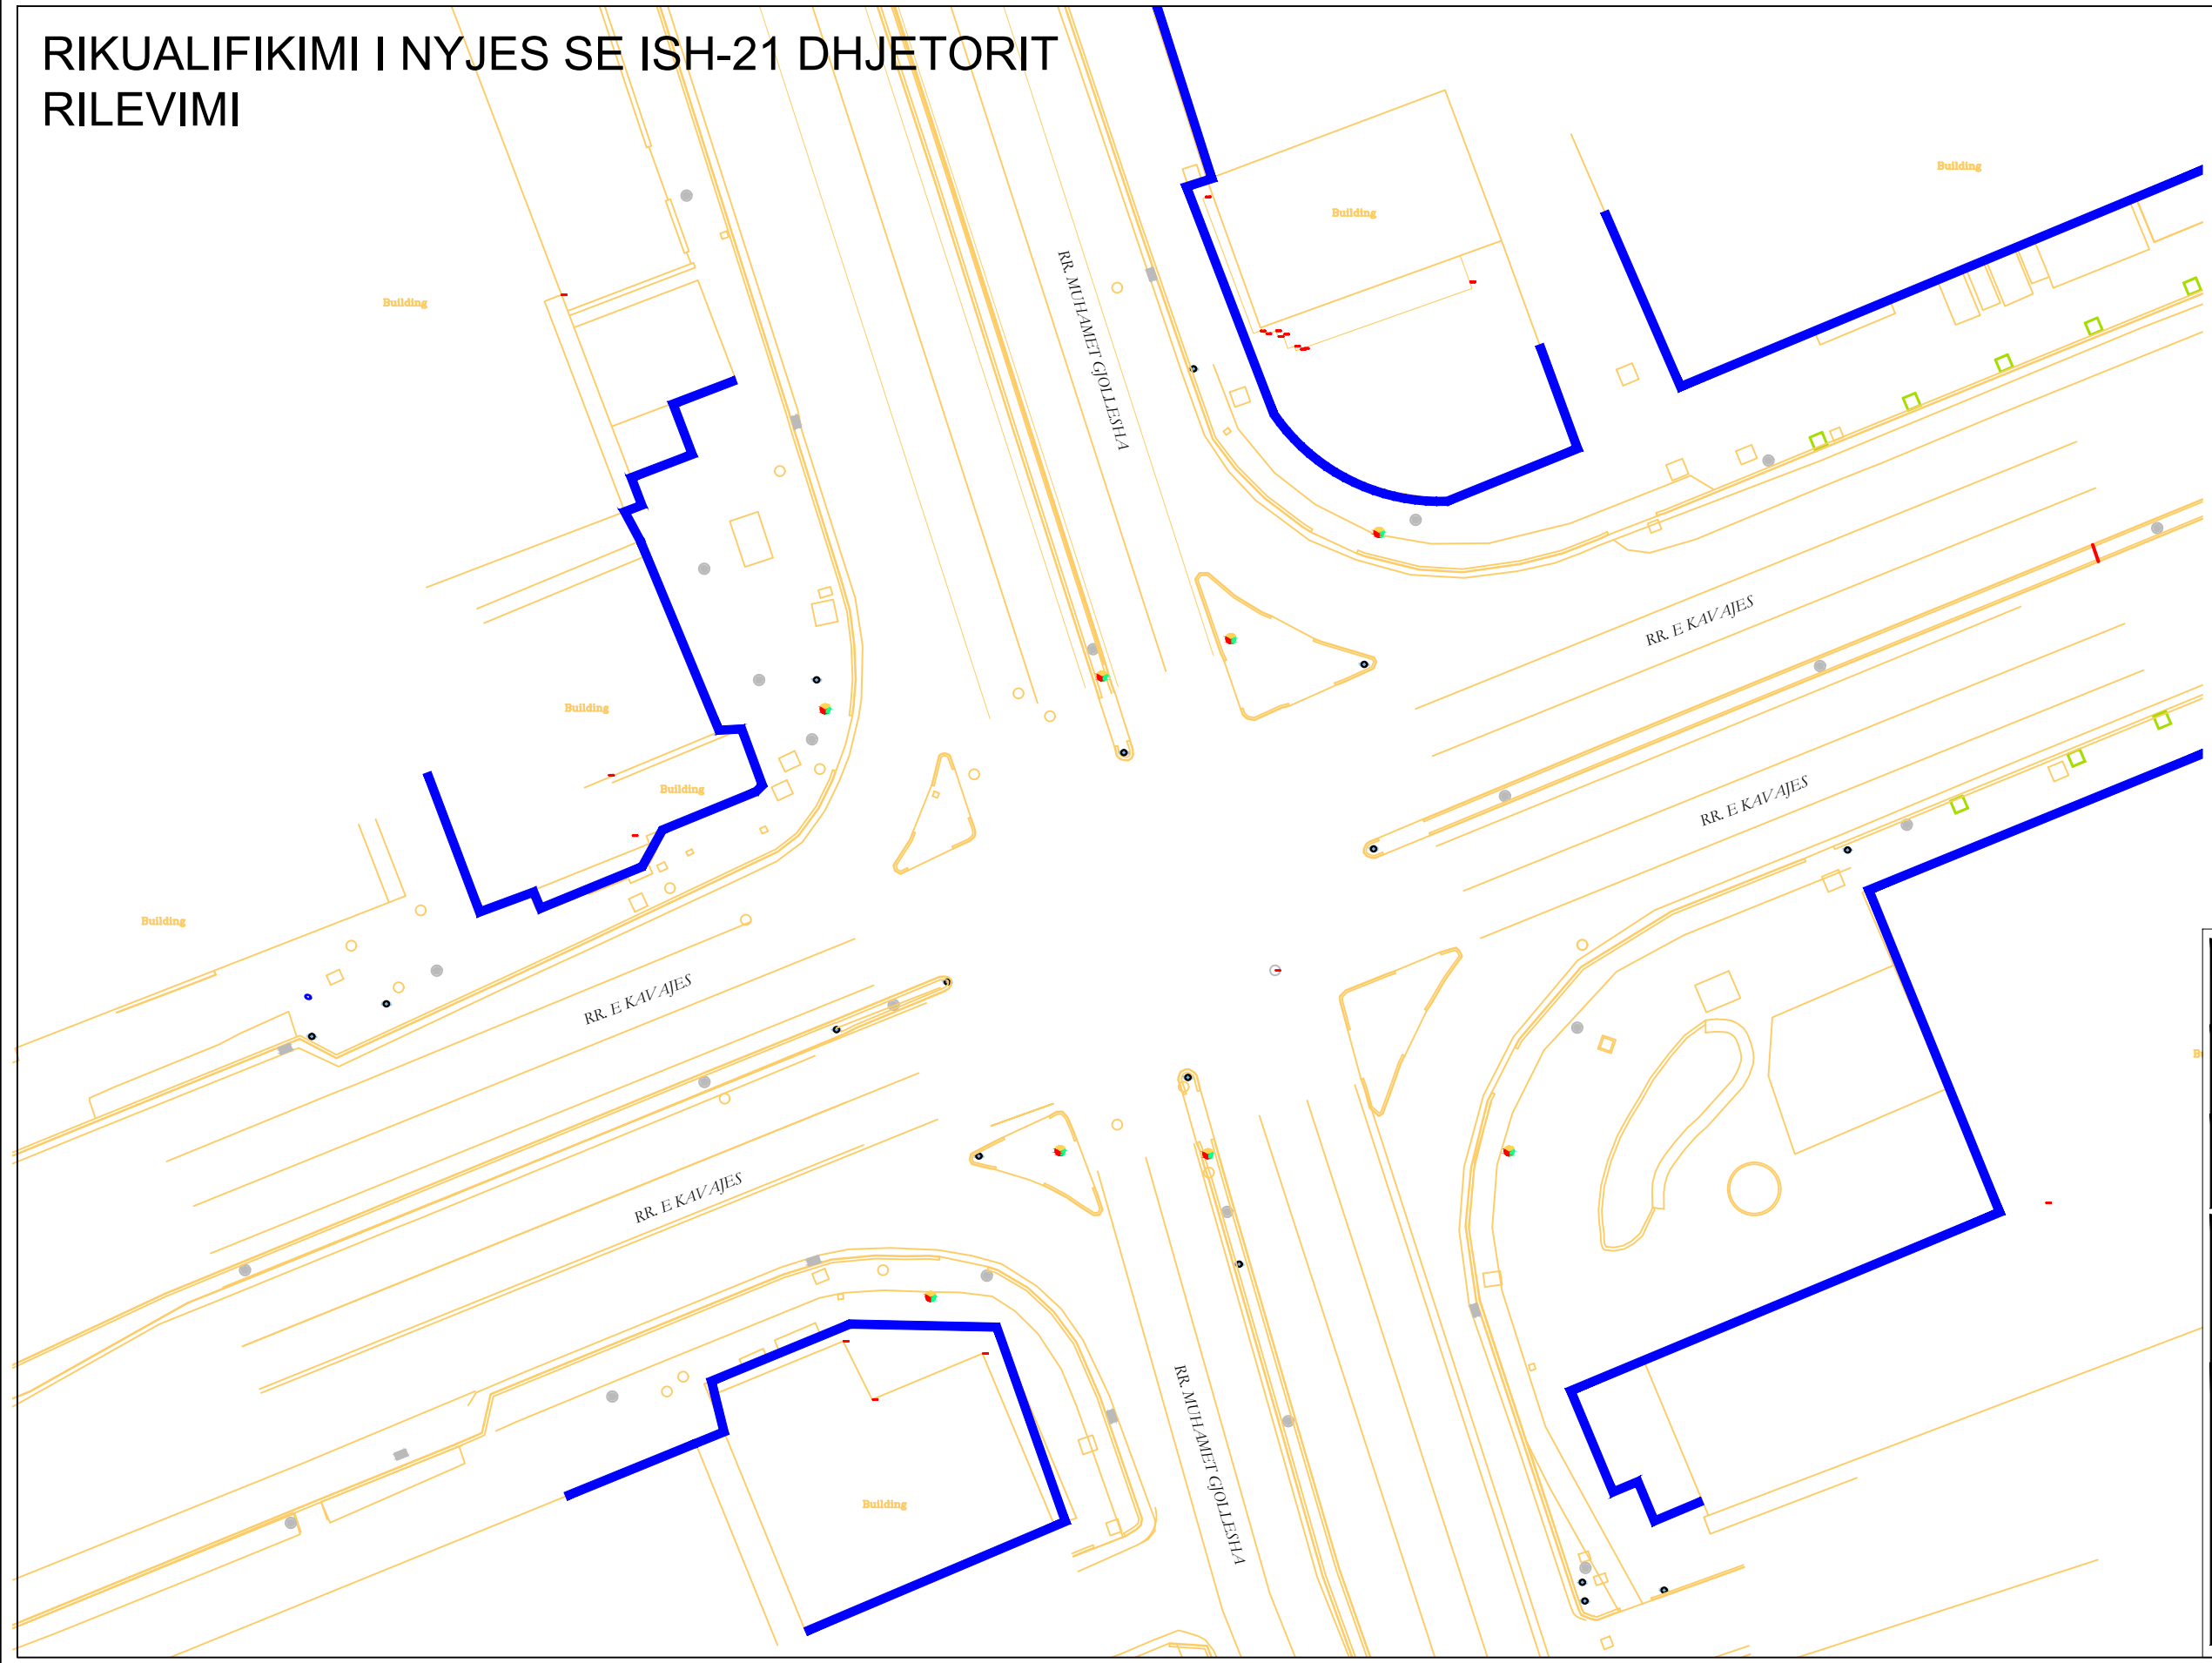 RIKUALIFIKIMI I NYJES SE ISH-21 DHJETORIT
RILEVIMI
Building
Building
Building
RR. MUHAMET GJOLLESHA
RR. E KAVAJES
Building
Building
RR. E KAVAJES
Building
RR. E KAVAJES
RR. E KAVAJES
RR. MUHAMET GJOLLESHA
Building